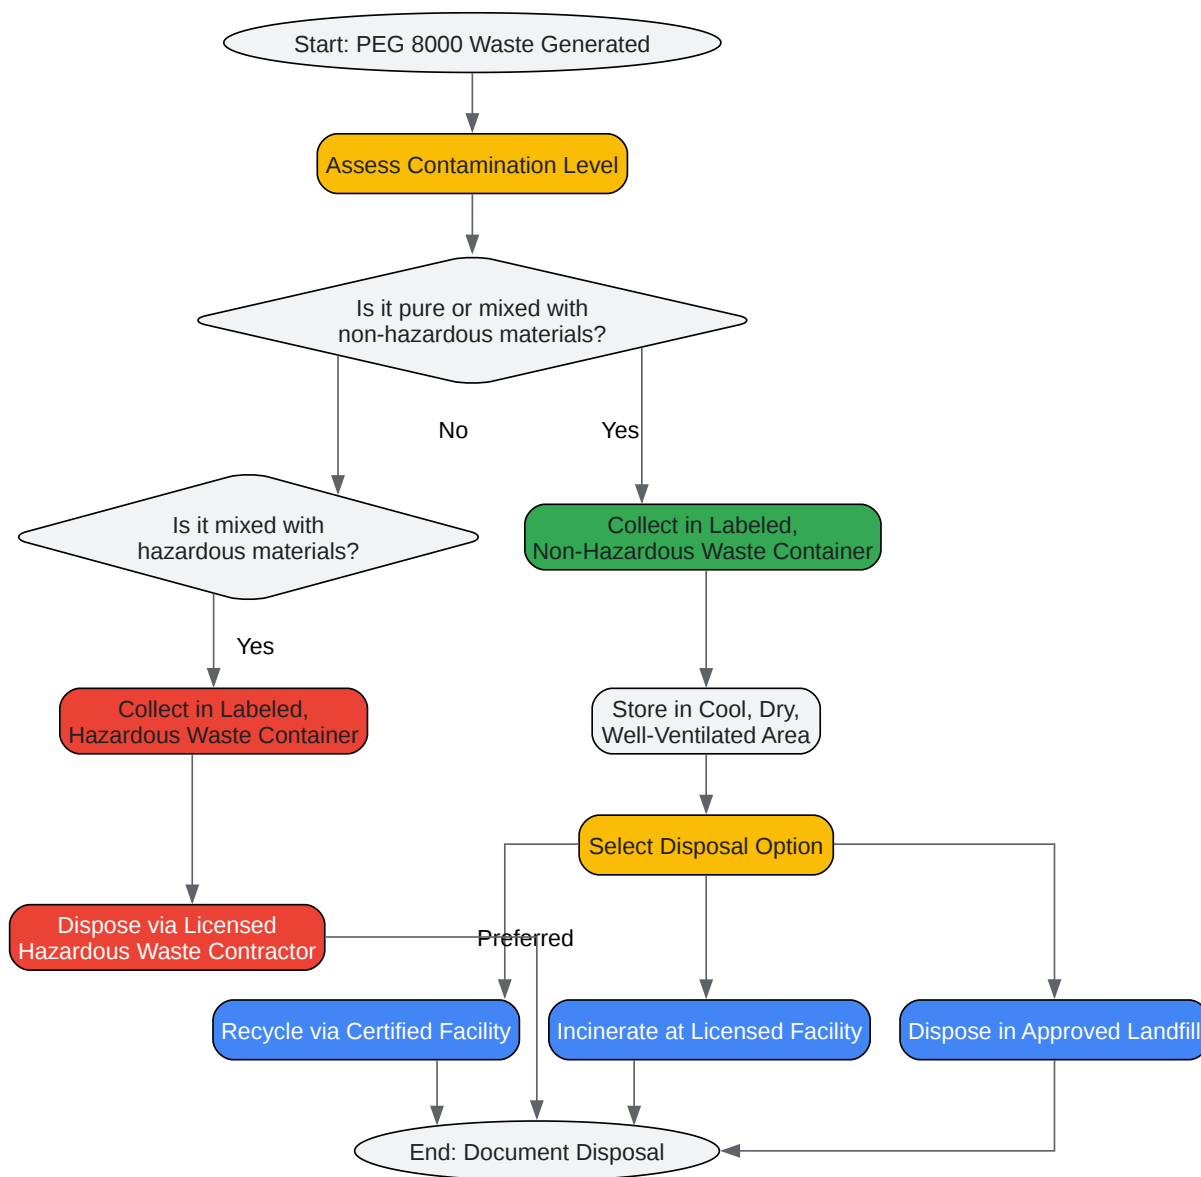 Start: PEG 8000 Waste Generated
Assess Contamination Level
Is it pure or mixed with
non-hazardous materials?
No
Yes
Is it mixed with
hazardous materials?
Collect in Labeled,
Non-Hazardous Waste Container
Yes
Collect in Labeled,
Hazardous Waste Container
Store in Cool, Dry,
Well-Ventilated Area
Select Disposal Option
Dispose via Licensed
Hazardous Waste Contractor
Preferred
Recycle via Certified Facility
Incinerate at Licensed Facility
Dispose in Approved Landfill
End: Document Disposal